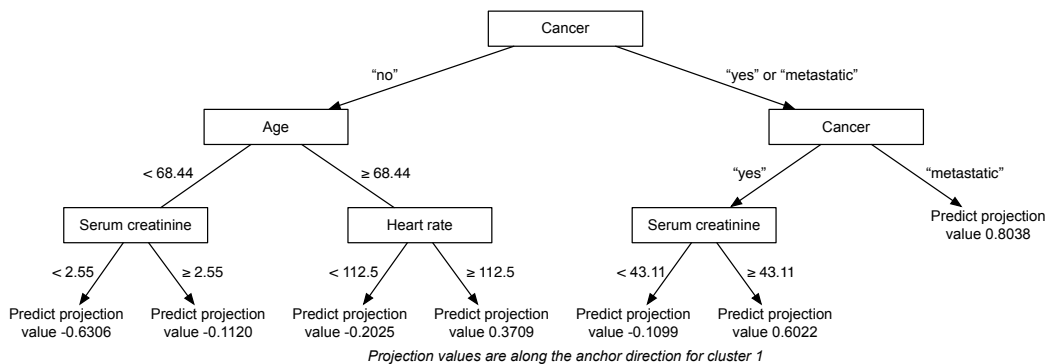 Cancer
“no”
“yes” or “metastatic”
Age
Cancer
< 68.44
≥ 68.44
“yes”
“metastatic”
Serum creatinine
Heart rate
Serum creatinine
Predict projection
value 0.8038
< 2.55
≥ 2.55
< 112.5
≥ 112.5
< 43.11
≥ 43.11
Predict projection
value -0.6306
Predict projection
value -0.1120
Predict projection
value -0.2025
Predict projection
value 0.3709
Predict projection
value -0.1099
Predict projection
value 0.6022
Projection values are along the anchor direction for cluster 1